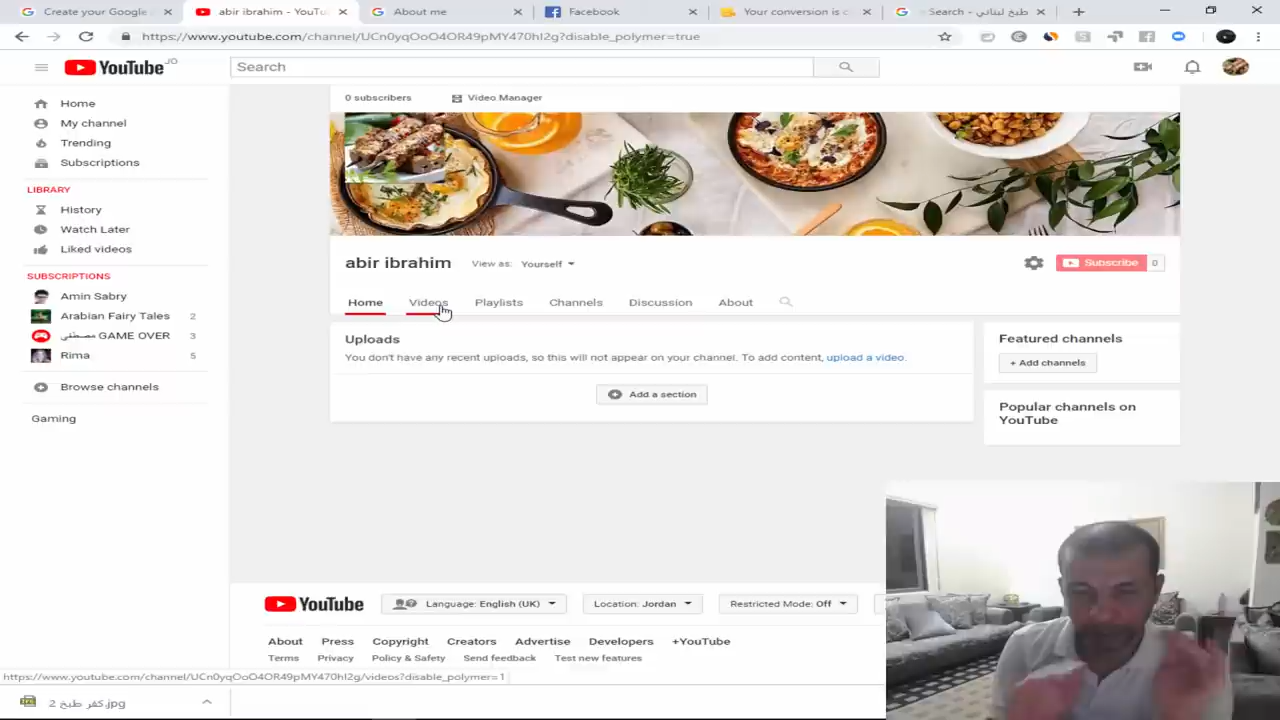 Create your Google
abir ibrahim - YouTu
About me
Facebook
Your conversion is c
طبخ لبناني - Search
https://www.youtube.com/channel/UCn0yqOoO4OR49pMY470hI2g?disable_polymer=true
YouTube JO
Search
Home
My channel
Trending
Subscriptions
LIBRARY
History
Watch Later
Liked videos
SUBSCRIPTIONS
Amin Sabry
Arabian Fairy Tales 2
مصطفى GAME OVER 3
Rima 5
Browse channels
Gaming
0 subscribers Video Manager
abir ibrahim View as: Yourself Subscribe 0
Home Videos Playlists Channels Discussion About
Uploads
You don't have any recent uploads, so this will not appear on your channel. To add content, upload a video.
Add a section
Featured channels
+ Add channels
Popular channels on
YouTube
YouTube Language: English (UK) Location: Jordan Restricted Mode: Off
About Press Copyright Creators Advertise Developers +YouTube
Terms Privacy Policy & Safety Send feedback Test new features
https://www.youtube.com/channel/UCn0yqOoO4OR49pMY470hI2g/videos?disable_polymer=1
كفر طبخ 2.jpg